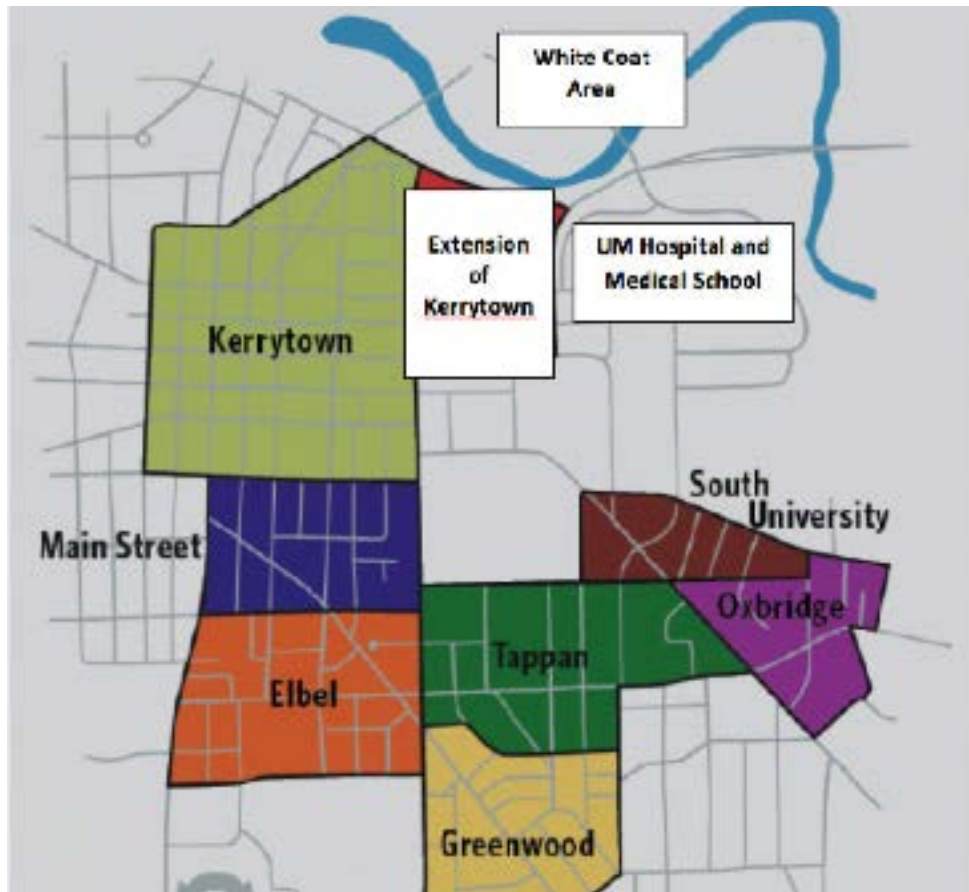 White Coat
Area
Extension
of
Kerrytown
UM Hospital and
Medical School
Kerrytown
South
University
Main Street
Oxbridge
Tappan
Elbel
Greenwood